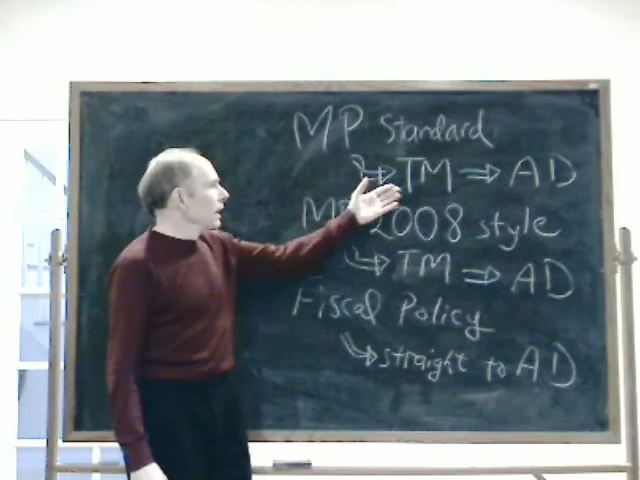 MP Standard
↳ TM ⇒ AD
MP 2008 style
↳ TM ⇒ AD
Fiscal Policy
↳ straight to AD